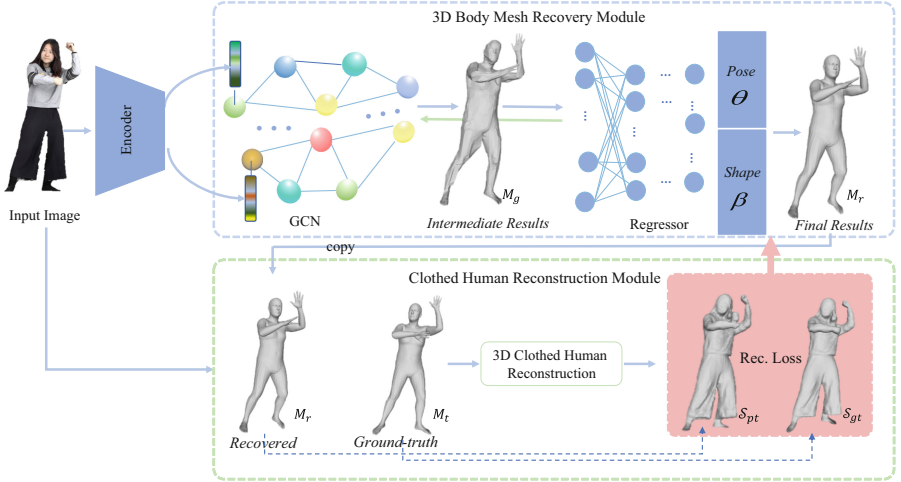 3D Body Mesh Recovery Module
Encoder
Input Image
GCN
M_g
Intermediate Results
Regressor
Pose
θ
Shape
β
M_r
Final Results
copy
Clothed Human Reconstruction Module
M_r
Recovered
M_t
Ground-truth
3D Clothed Human
Reconstruction
Rec. Loss
S_pt
S_gt